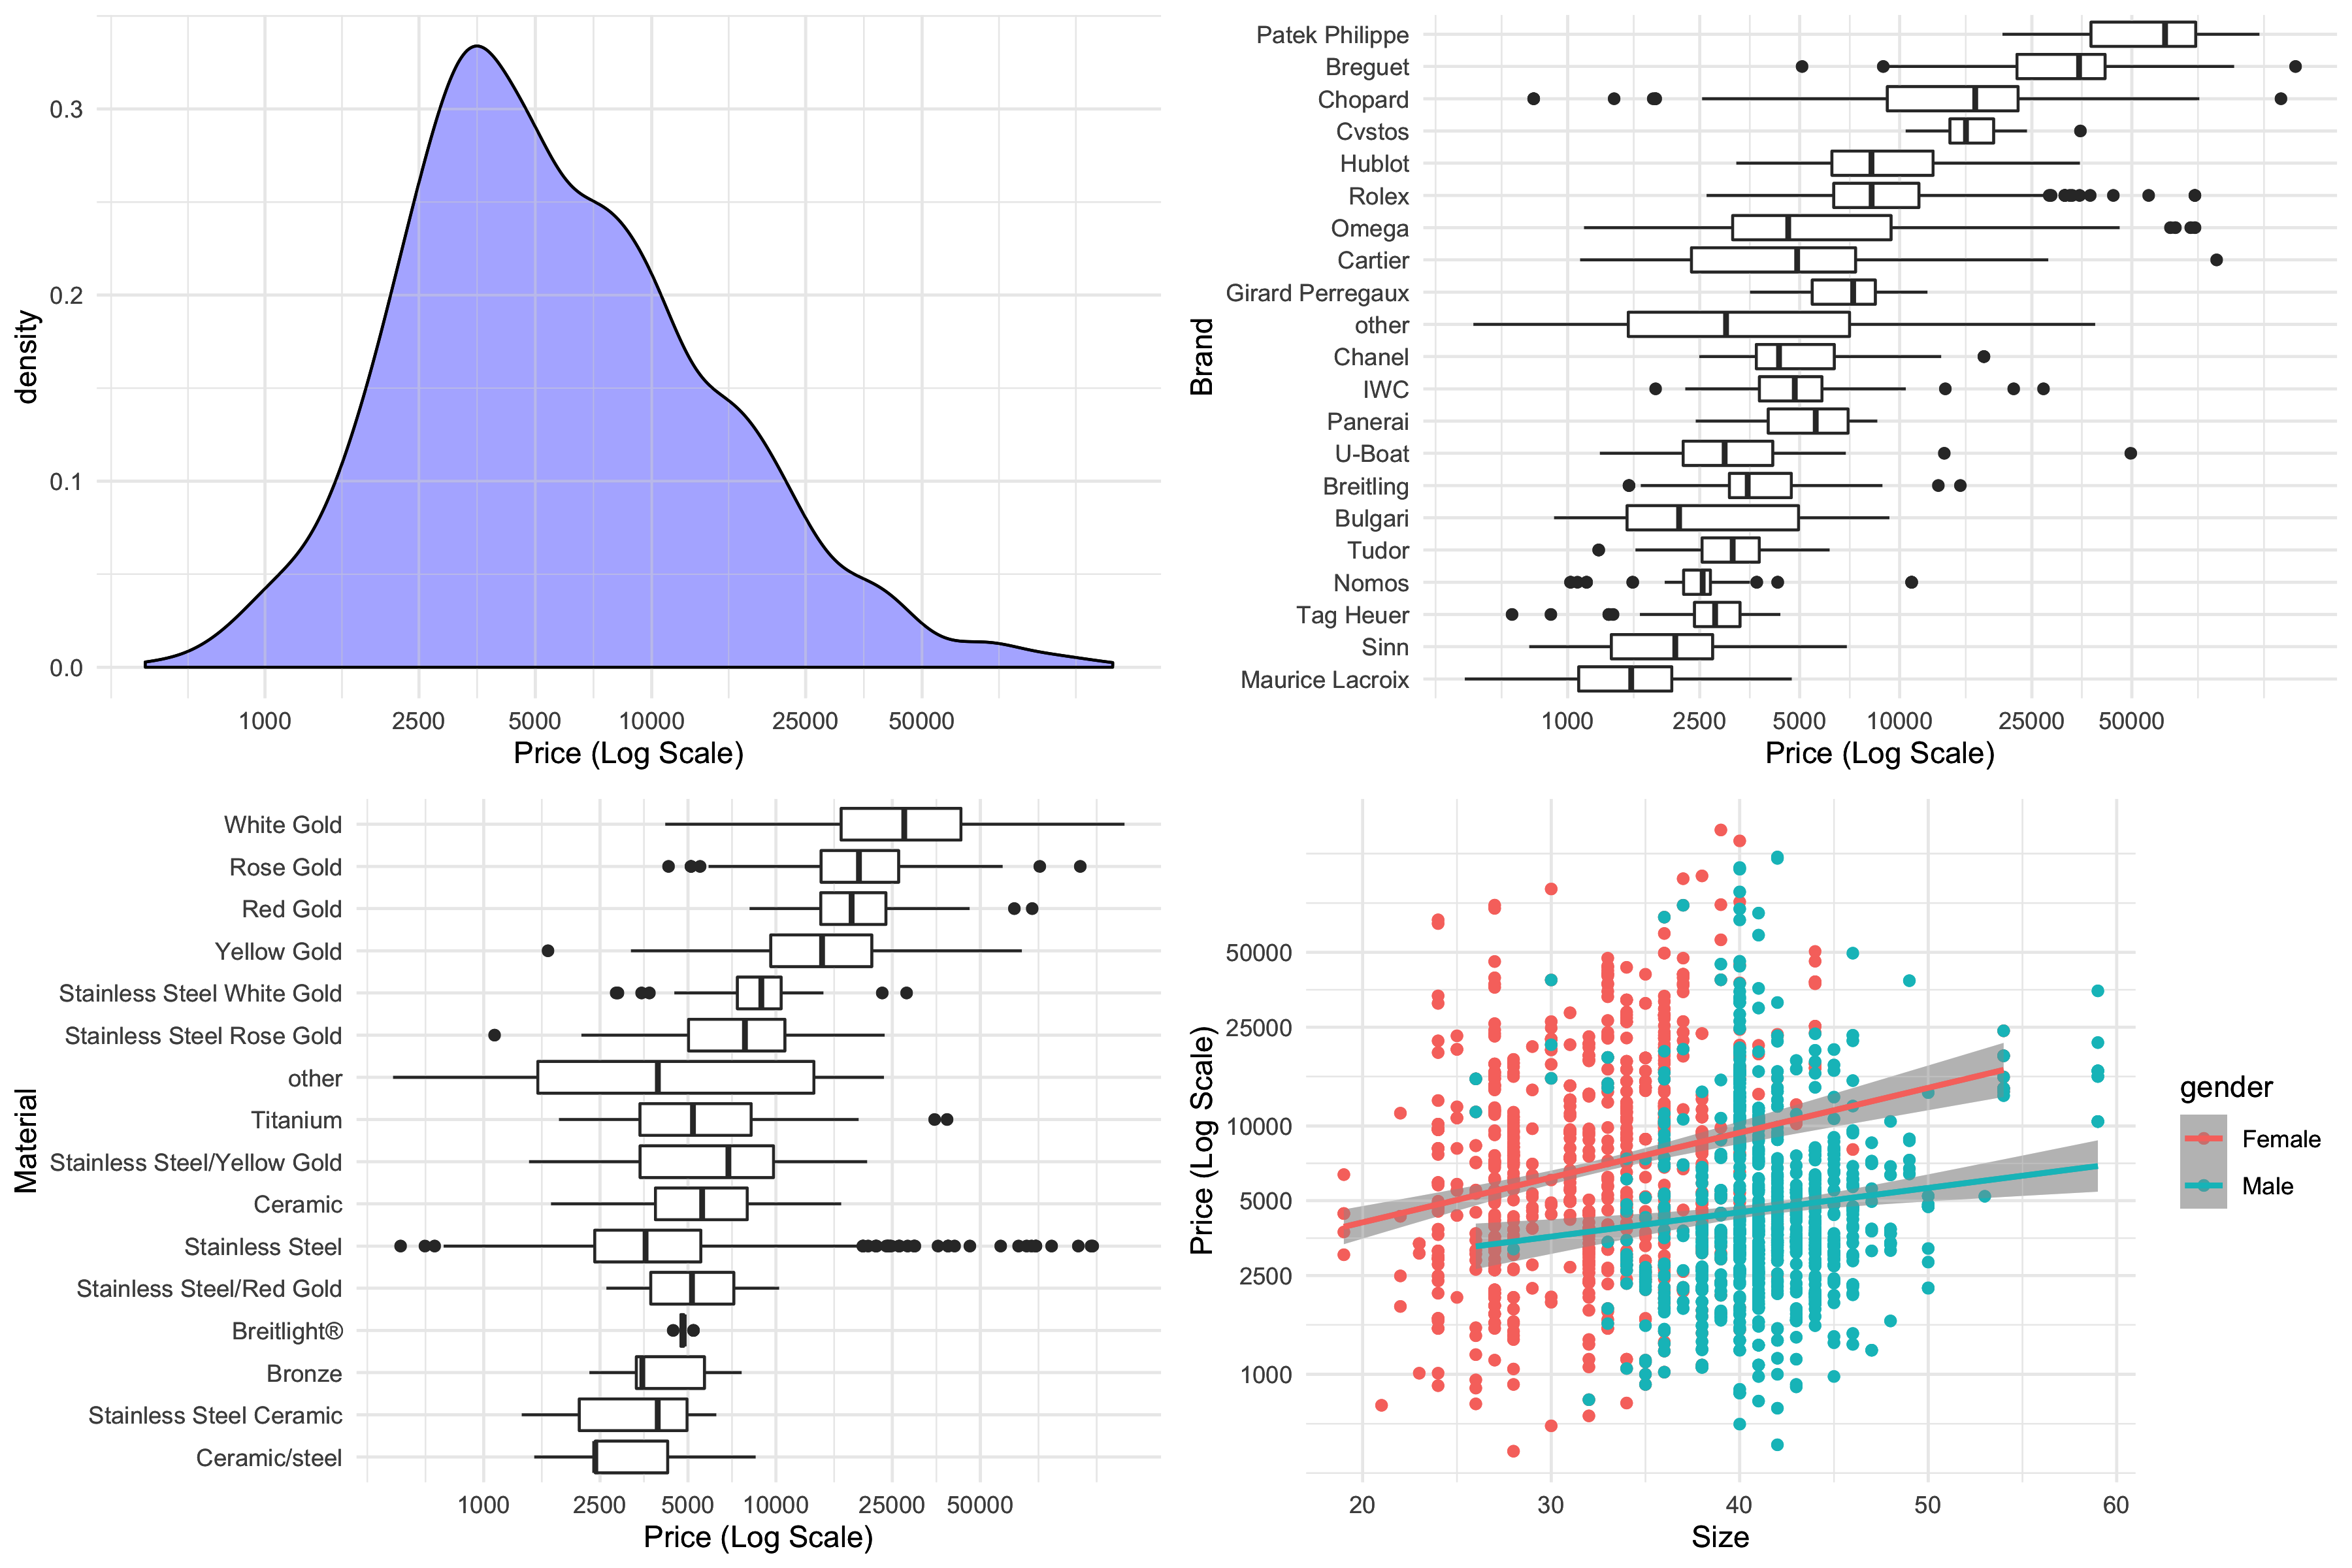 density
0.3
0.2
0.1
0.0
1000 2500 5000 10000 25000 50000
Price (Log Scale)
Brand
Patek Philippe
Breguet
Chopard
Cvstos
Hublot
Rolex
Omega
Cartier
Girard Perregaux
other
Chanel
IWC
Panerai
U-Boat
Breitling
Bulgari
Tudor
Nomos
Tag Heuer
Sinn
Maurice Lacroix
1000 2500 5000 10000 25000 50000
Price (Log Scale)
Material
White Gold
Rose Gold
Red Gold
Yellow Gold
Stainless Steel White Gold
Stainless Steel Rose Gold
other
Titanium
Stainless Steel/Yellow Gold
Ceramic
Stainless Steel
Stainless Steel/Red Gold
Breitlight®
Bronze
Stainless Steel Ceramic
Ceramic/steel
1000 2500 5000 10000 25000 50000
Price (Log Scale)
Price (Log Scale)
50000
25000
10000
5000
2500
1000
20 30 40 50 60
Size
gender
Female
Male